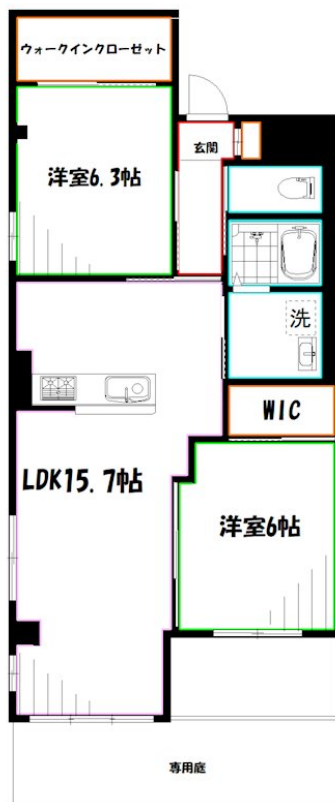 ウォークインクローゼット
玄関
洋室6.3帖
洗
WIC
LDK15.7帖
洋室6帖
専用庭